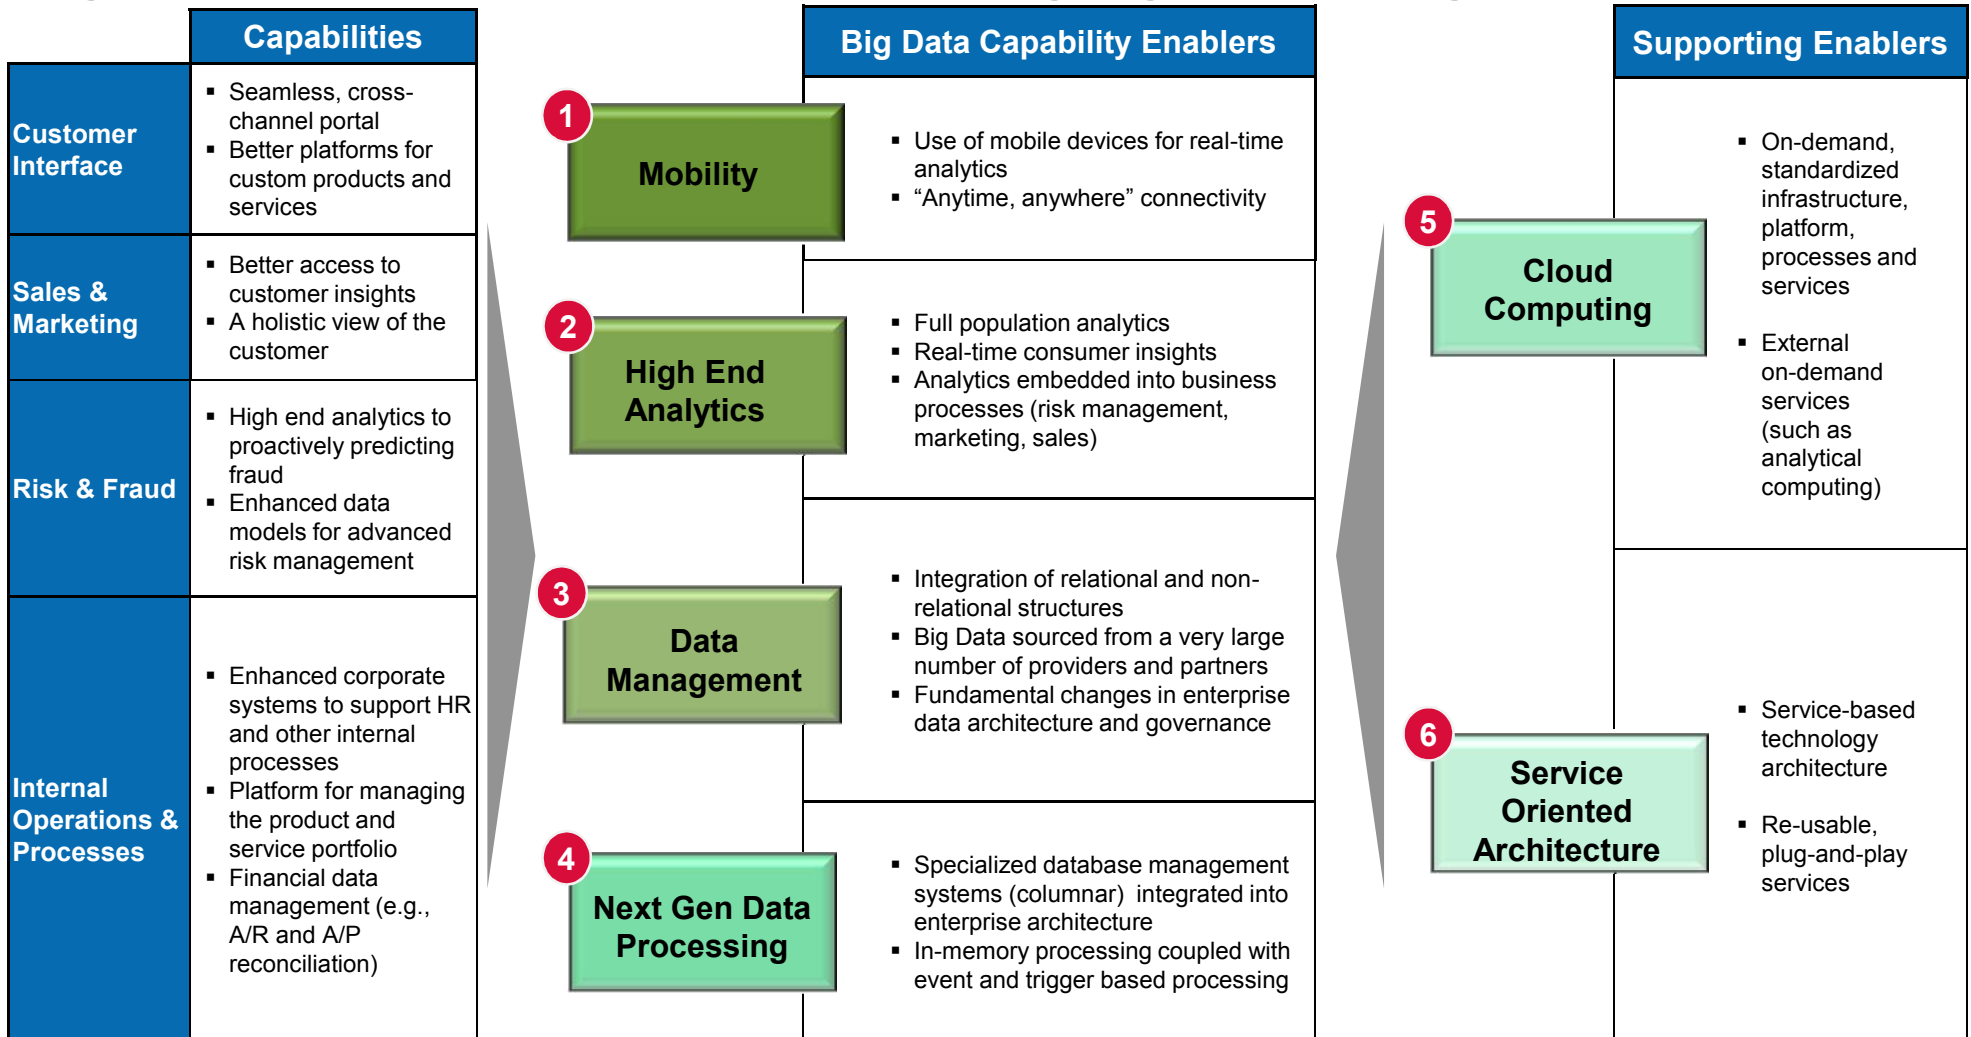 Capabilities
Customer
Interface
▪ Seamless, cross-
channel portal
▪ Better platforms for
custom products and
services
Sales &
Marketing
▪ Better access to
customer insights
▪ A holistic view of the
customer
Risk & Fraud
▪ High end analytics to
proactively predicting
fraud
▪ Enhanced data
models for advanced
risk management
Internal
Operations &
Processes
▪ Enhanced corporate
systems to support HR
and other internal
processes
▪ Platform for managing
the product and
service portfolio
▪ Financial data
management (e.g.,
A/R and A/P
reconciliation)
Big Data Capability Enablers
1
Mobility
▪ Use of mobile devices for real-time
analytics
▪ “Anytime, anywhere” connectivity
2
High End
Analytics
▪ Full population analytics
▪ Real-time consumer insights
▪ Analytics embedded into business
processes (risk management,
marketing, sales)
3
Data
Management
▪ Integration of relational and non-
relational structures
▪ Big Data sourced from a very large
number of providers and partners
▪ Fundamental changes in enterprise
data architecture and governance
4
Next Gen Data
Processing
▪ Specialized database management
systems (columnar) integrated into
enterprise architecture
▪ In-memory processing coupled with
event and trigger based processing
Supporting Enablers
5
Cloud
Computing
▪ On-demand,
standardized
infrastructure,
platform,
processes and
services
▪ External
on-demand
services
(such as
analytical
computing)
6
Service
Oriented
Architecture
▪ Service-based
technology
architecture
▪ Re-usable,
plug-and-play
services